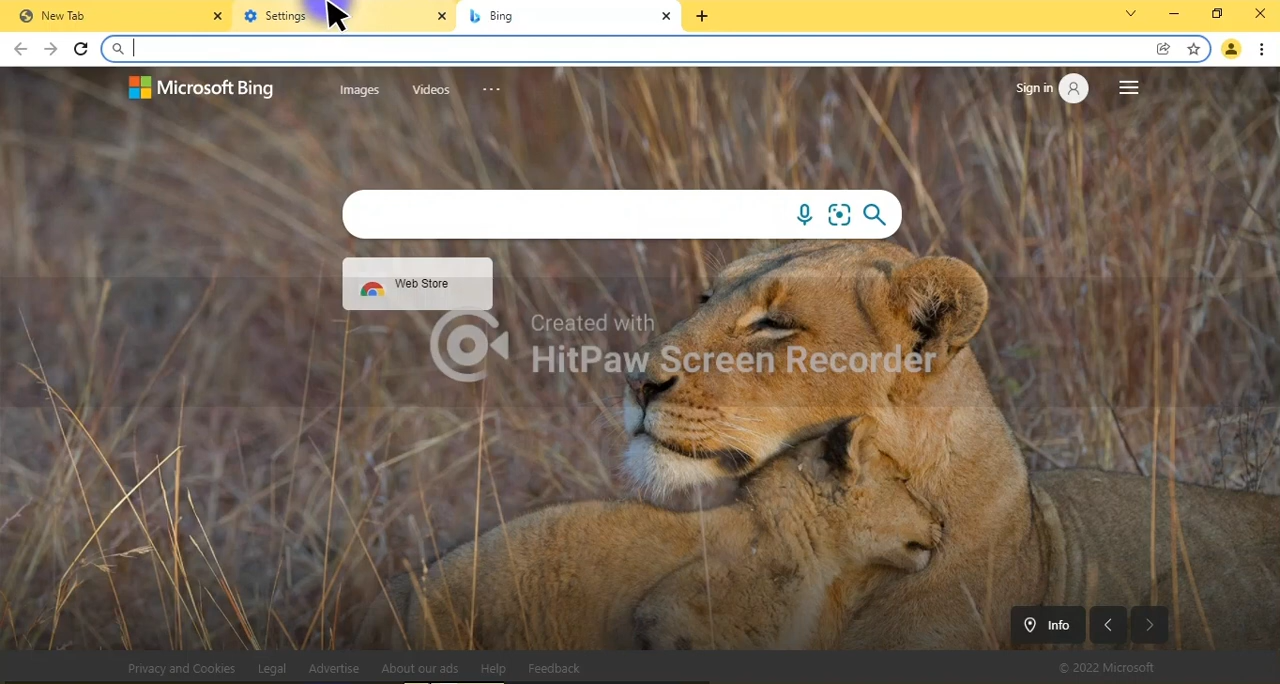 New Tab
Settings
Bing
Microsoft Bing
Images
Videos
Sign in
Web Store
Created with
HitPaw Screen Recorder
Info
Privacy and Cookies
Legal
Advertise
About our ads
Help
Feedback
© 2022 Microsoft